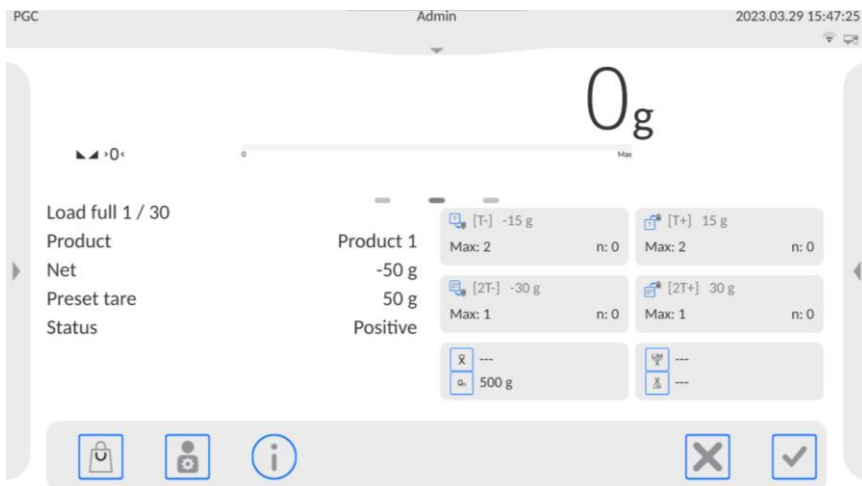 PGC Admin 2023.03.29 15:47:25
0 g
›0‹ 0 Max
Load full 1 / 30
Product Product 1
Net -50 g
Preset tare 50 g
Status Positive
[T-] -15 g
Max: 2 n: 0
[T+] 15 g
Max: 2 n: 0
[2T-] -30 g
Max: 1 n: 0
[2T+] 30 g
Max: 1 n: 0
---
500 g
---
---